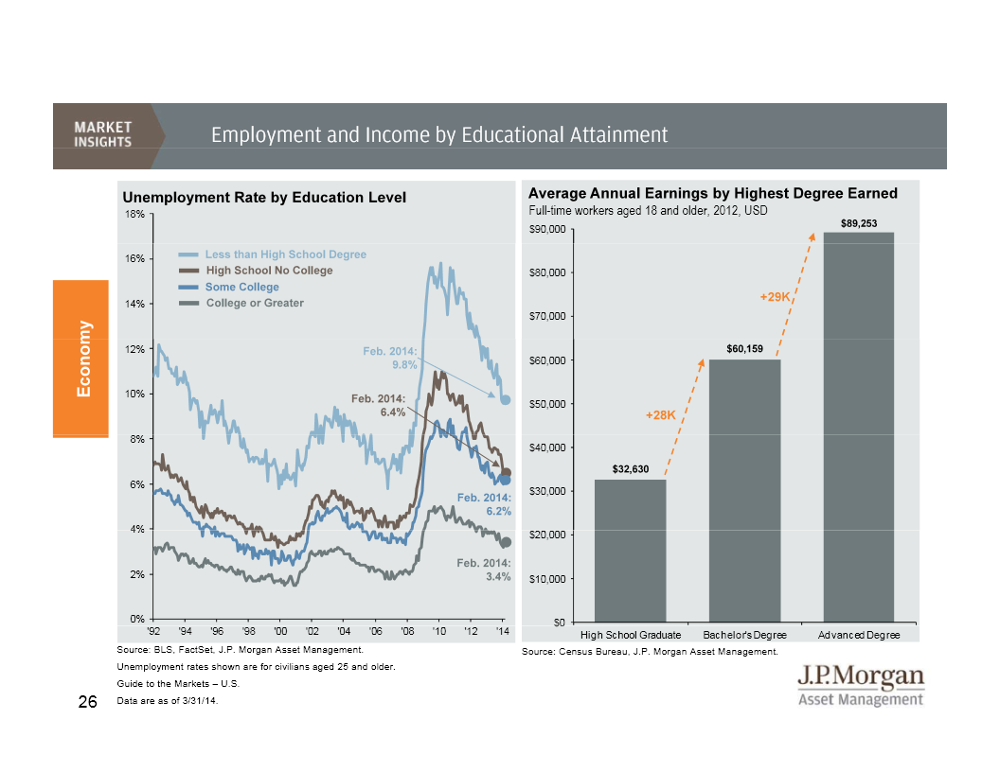 MARKET
INSIGHTS
Employment and Income by Educational Attainment
Economy
Unemployment Rate by Education Level
18%
16%
14%
12%
10%
8%
6%
4%
2%
0%
Less than High School Degree
High School No College
Some College
College or Greater
Feb. 2014:
9.8%
Feb. 2014:
6.4%
Feb. 2014:
6.2%
Feb. 2014:
3.4%
'92 '94 '96 '98 '00 '02 '04 '06 '08 '10 '12 '14
Source: BLS, FactSet, J.P. Morgan Asset Management.
Unemployment rates shown are for civilians aged 25 and older.
Guide to the Markets – U.S.
Data are as of 3/31/14.
Average Annual Earnings by Highest Degree Earned
Full-time workers aged 18 and older, 2012, USD
$90,000
$80,000
$70,000
$60,000
$50,000
$40,000
$30,000
$20,000
$10,000
$0
$32,630
+28K
$60,159
+29K
$89,253
High School Graduate Bachelor's Degree Advanced Degree
Source: Census Bureau, J.P. Morgan Asset Management.
J.P.Morgan
Asset Management
26